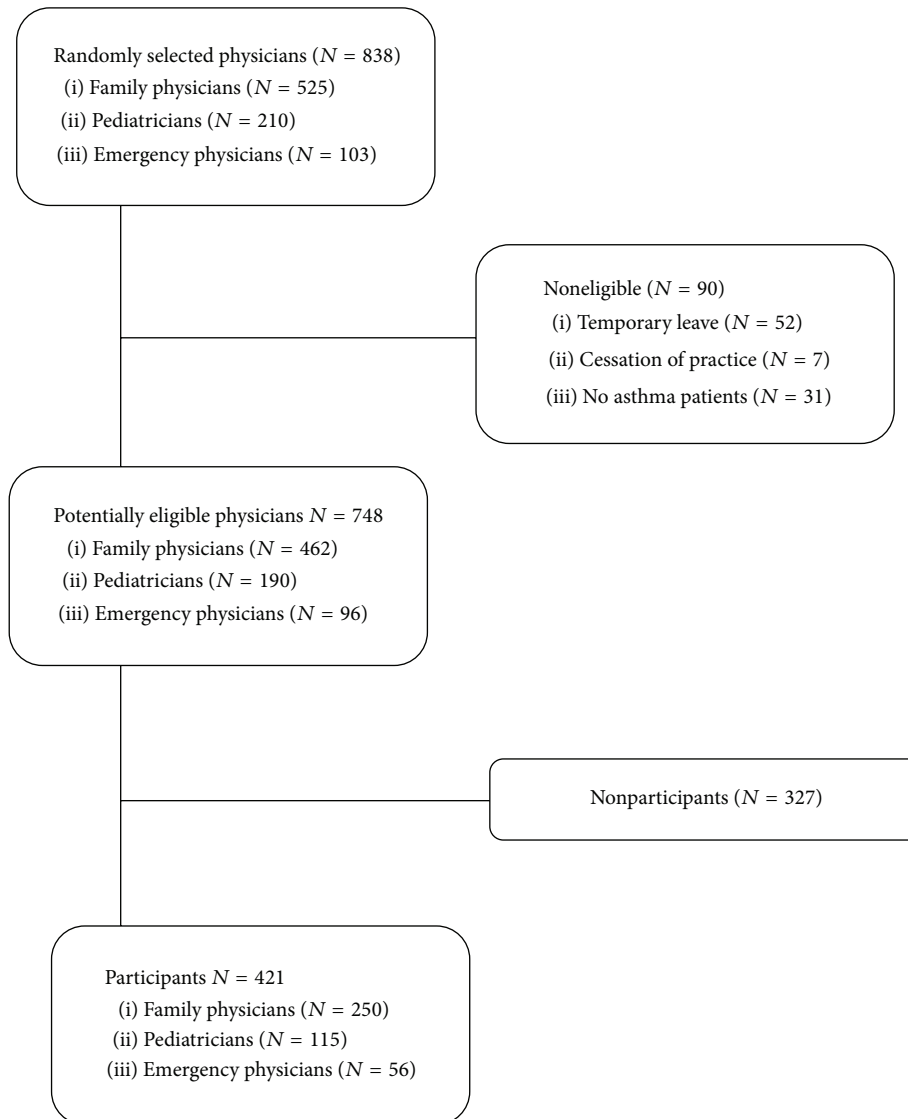 Randomly selected physicians (N = 838)
(i) Family physicians (N = 525)
(ii) Pediatricians (N = 210)
(iii) Emergency physicians (N = 103)
Noneligible (N = 90)
(i) Temporary leave (N = 52)
(ii) Cessation of practice (N = 7)
(iii) No asthma patients (N = 31)
Potentially eligible physicians N = 748
(i) Family physicians (N = 462)
(ii) Pediatricians (N = 190)
(iii) Emergency physicians (N = 96)
Nonparticipants (N = 327)
Participants N = 421
(i) Family physicians (N = 250)
(ii) Pediatricians (N = 115)
(iii) Emergency physicians (N = 56)